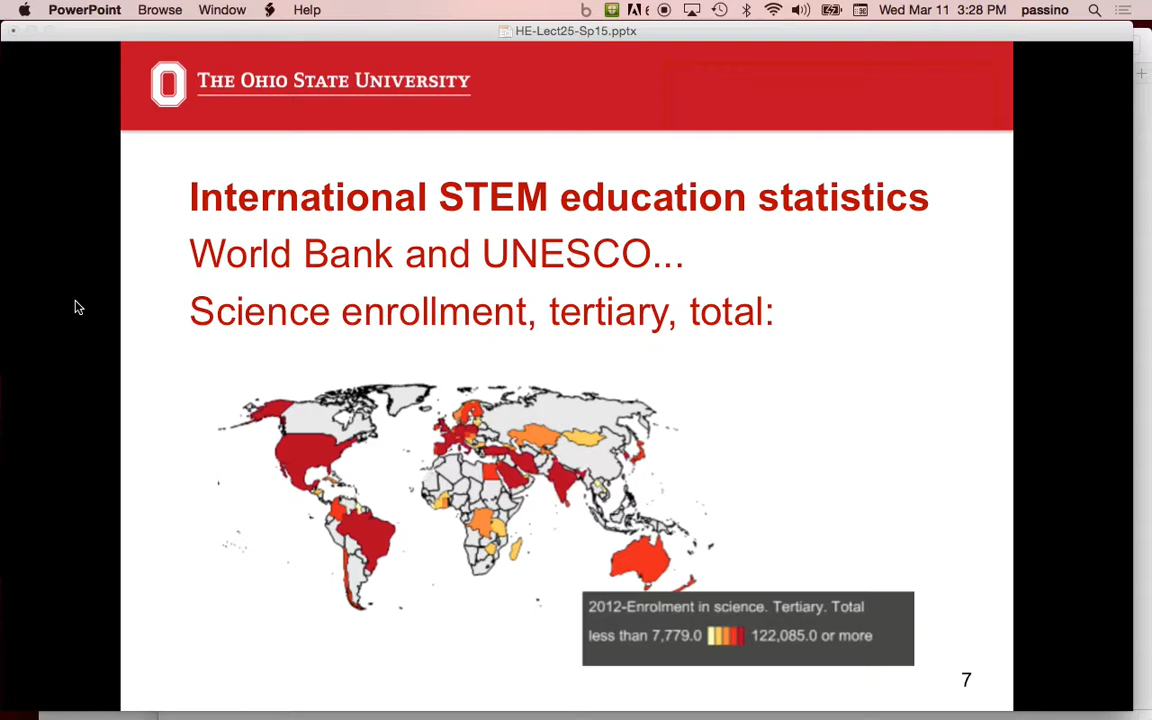 PowerPoint Browse Window Help Wed Mar 11 3:28 PM passino
HE-Lect25-Sp15.pptx
THE OHIO STATE UNIVERSITY
International STEM education statistics
World Bank and UNESCO...
Science enrollment, tertiary, total:
2012-Enrolment in science. Tertiary. Total
less than 7,779.0 122,085.0 or more
7